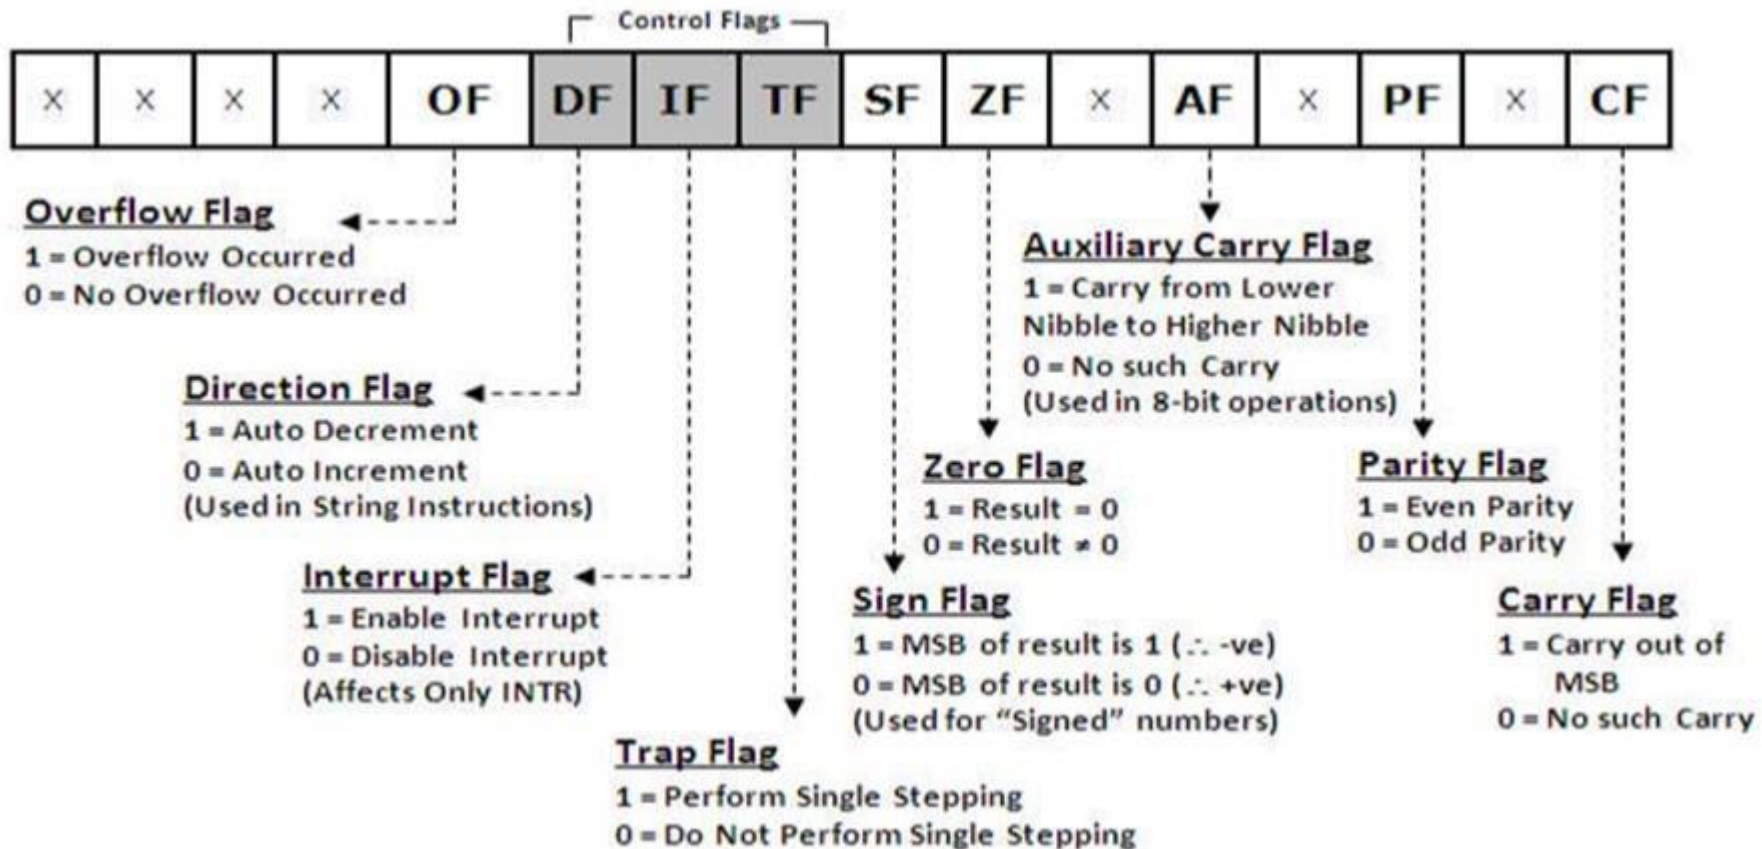 Control Flags
x x x x OF DF IF TF SF ZF x AF x PF x CF
Overflow Flag
1 = Overflow Occurred
0 = No Overflow Occurred
Direction Flag
1 = Auto Decrement
0 = Auto Increment
(Used in String Instructions)
Interrupt Flag
1 = Enable Interrupt
0 = Disable Interrupt
(Affects Only INTR)
Trap Flag
1 = Perform Single Stepping
0 = Do Not Perform Single Stepping
Sign Flag
1 = MSB of result is 1 (∴ -ve)
0 = MSB of result is 0 (∴ +ve)
(Used for “Signed” numbers)
Zero Flag
1 = Result = 0
0 = Result ≠ 0
Auxiliary Carry Flag
1 = Carry from Lower
Nibble to Higher Nibble
0 = No such Carry
(Used in 8-bit operations)
Parity Flag
1 = Even Parity
0 = Odd Parity
Carry Flag
1 = Carry out of
MSB
0 = No such Carry